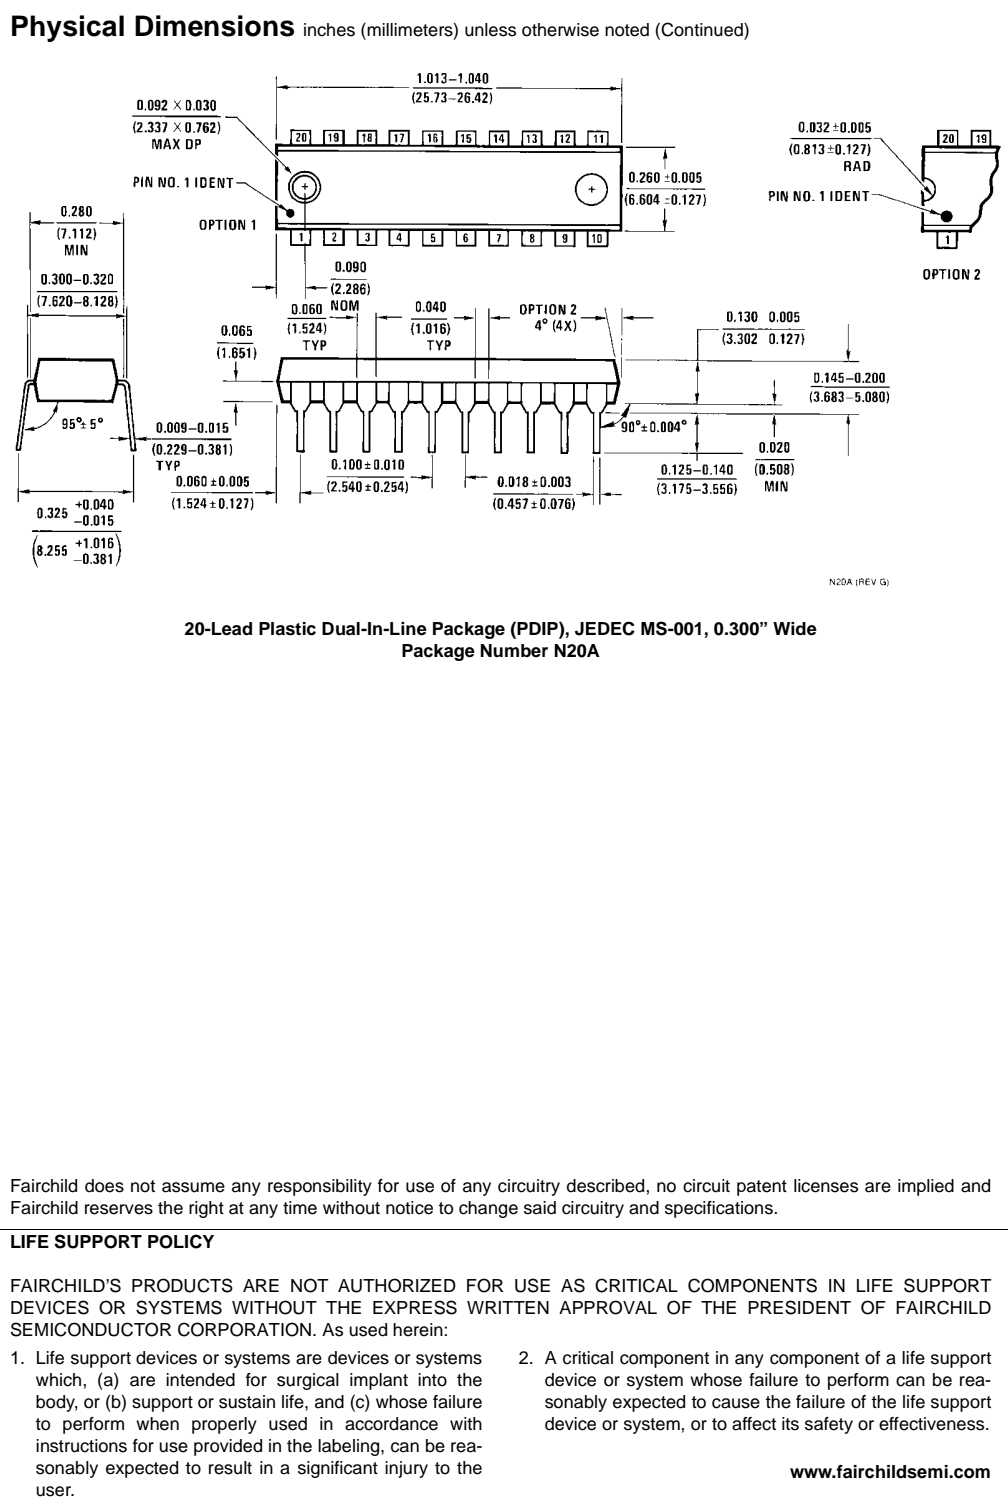 Physical Dimensions inches (millimeters) unless otherwise noted (Continued)
1.013–1.040
(25.73–26.42)
0.092 × 0.030
(2.337 × 0.762)
MAX DP
0.032 ±0.005
(0.813 ±0.127)
RAD
20 19 18 17 16 15 14 13 12 11
20 19
PIN NO. 1 IDENT
0.260 ±0.005
(6.604 ±0.127)
PIN NO. 1 IDENT
OPTION 1
1 2 3 4 5 6 7 8 9 10
1
OPTION 2
0.280
(7.112)
MIN
0.090
(2.286)
NOM
0.300–0.320
(7.620–8.128)
0.060
(1.524)
TYP
0.040
(1.016)
TYP
OPTION 2
4° (4X)
0.130 0.005
(3.302 0.127)
0.065
(1.651)
0.145–0.200
(3.683–5.080)
95°± 5°
0.009–0.015
(0.229–0.381)
TYP
90°±0.004°
0.020
(0.508)
MIN
0.100±0.010
(2.540±0.254)
0.125–0.140
(3.175–3.556)
0.060 ±0.005
(1.524±0.127)
0.018±0.003
(0.457±0.076)
0.325 +0.040
–0.015
(8.255 +1.016
–0.381)
N20A (REV G)
20-Lead Plastic Dual-In-Line Package (PDIP), JEDEC MS-001, 0.300” Wide
Package Number N20A
Fairchild does not assume any responsibility for use of any circuitry described, no circuit patent licenses are implied and
Fairchild reserves the right at any time without notice to change said circuitry and specifications.
LIFE SUPPORT POLICY
FAIRCHILD’S PRODUCTS ARE NOT AUTHORIZED FOR USE AS CRITICAL COMPONENTS IN LIFE SUPPORT
DEVICES OR SYSTEMS WITHOUT THE EXPRESS WRITTEN APPROVAL OF THE PRESIDENT OF FAIRCHILD
SEMICONDUCTOR CORPORATION. As used herein:
1. Life support devices or systems are devices or systems
which, (a) are intended for surgical implant into the
body, or (b) support or sustain life, and (c) whose failure
to perform when properly used in accordance with
instructions for use provided in the labeling, can be rea-
sonably expected to result in a significant injury to the
user.
2. A critical component in any component of a life support
device or system whose failure to perform can be rea-
sonably expected to cause the failure of the life support
device or system, or to affect its safety or effectiveness.
www.fairchildsemi.com